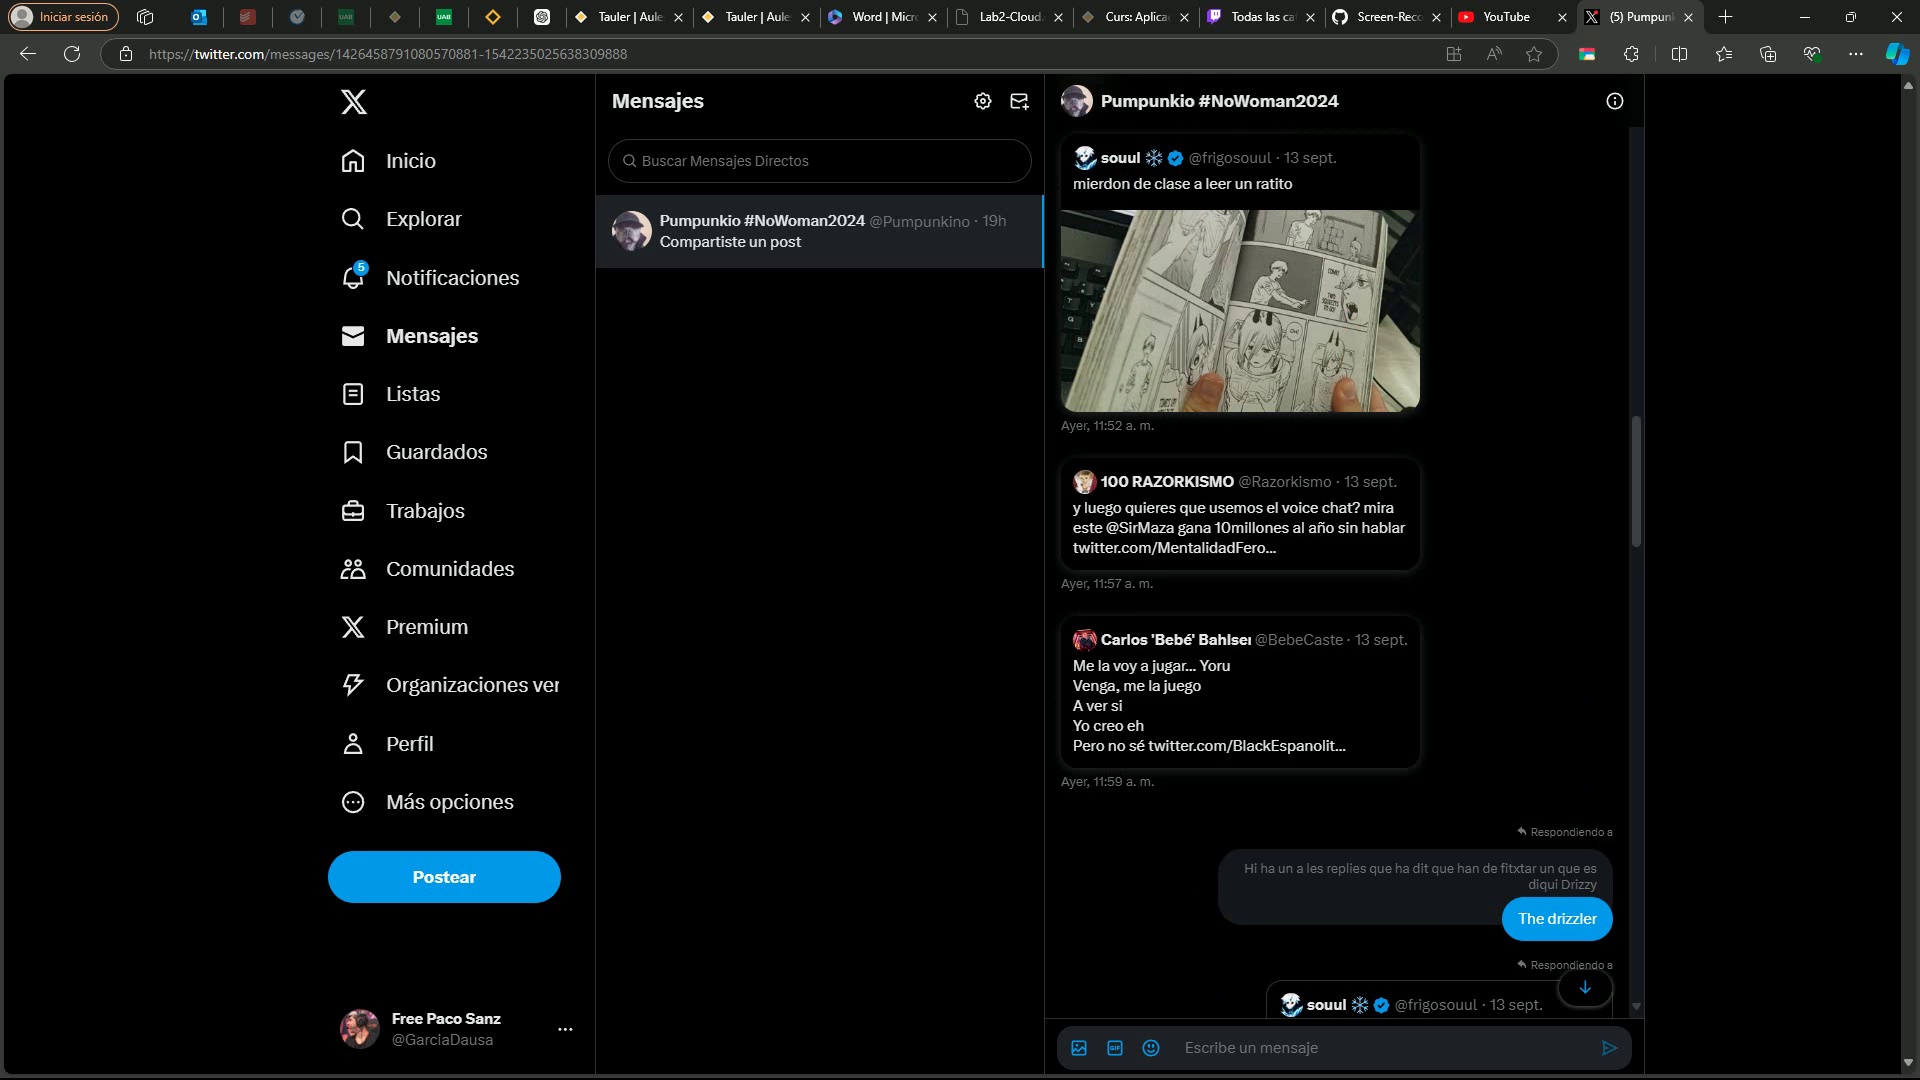 Iniciar sesión
Tauler | Aule
Tauler | Aule
Word | Micr
Lab2-Cloud.
Curs: Aplica
Todas las ca
Screen-Reco
YouTube
(5) Pumpunk
https://twitter.com/messages/1426458791080570881-1542235025638309888
Inicio
Explorar
5
Notificaciones
Mensajes
Listas
Guardados
Trabajos
Comunidades
Premium
Organizaciones ver
Perfil
Más opciones
Postear
Free Paco Sanz
@GarciaDausa
Mensajes
Buscar Mensajes Directos
Pumpunkio #NoWoman2024 @Pumpunkino · 19h
Compartiste un post
Pumpunkio #NoWoman2024
souul @frigosouul · 13 sept.
mierdon de clase a leer un ratito
Ayer, 11:52 a. m.
100 RAZORKISMO @Razorkismo · 13 sept.
y luego quieres que usemos el voice chat? mira
este @SirMaza gana 10millones al año sin hablar
twitter.com/MentalidadFero...
Ayer, 11:57 a. m.
Carlos 'Bebé' Bahlser @BebeCaste · 13 sept.
Me la voy a jugar... Yoru
Venga, me la juego
A ver si
Yo creo eh
Pero no sé twitter.com/BlackEspanolit...
Ayer, 11:59 a. m.
Respondiendo a
Hi ha un a les replies que ha dit que han de fitxtar un que es
diqui Drizzy
The drizzler
Respondiendo a
souul @frigosouul · 13 sept.
GIF
Escribe un mensaje